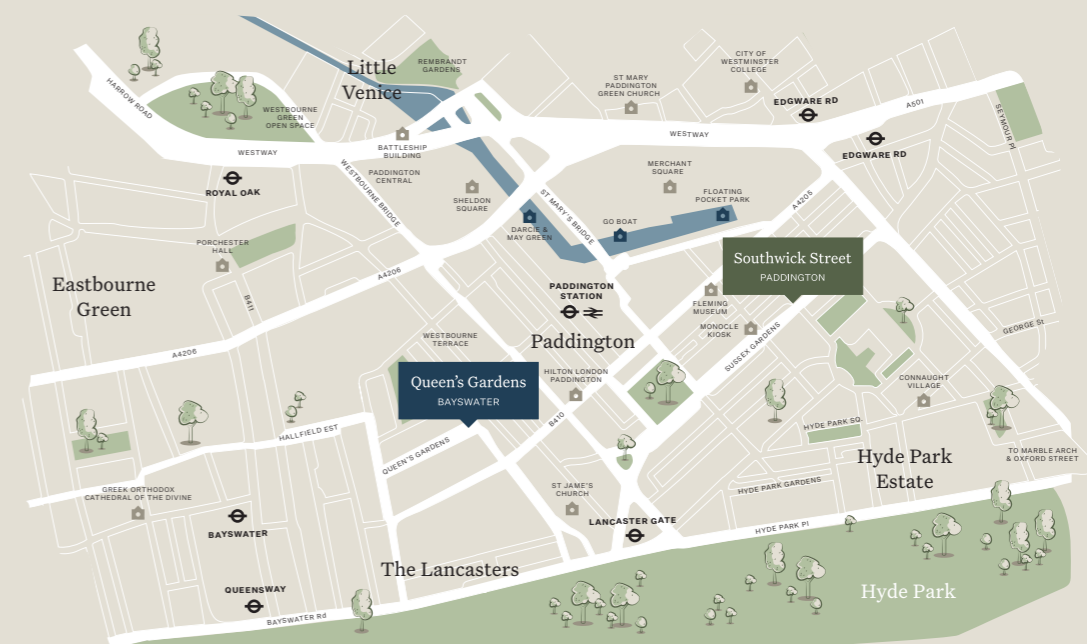 Little
Venice
REMBRANDT
GARDENS
CITY OF
WESTMINSTER
COLLEGE
ST MARY
PADDINGTON
GREEN CHURCH
HARROW ROAD
WESTBOURNE
GREEN
OPEN SPACE
EDGWARE RD
A501
SEYMOUR Pl
WESTWAY
EDGWARE RD
BATTLESHIP
BUILDING
WESTWAY
ROYAL OAK
WESTBOURNE BRIDGE
PADDINGTON
CENTRAL
SHELDON
SQUARE
MERCHANT
SQUARE
ST MARY'S BRIDGE
FLOATING
POCKET PARK
A4205
DARCIE &
MAY GREEN
GO BOAT
PORCHESTER
HALL
Southwick Street
PADDINGTON
A4206
Eastbourne
Green
B411
PADDINGTON
STATION
FLEMING
MUSEUM
MONOCLE
KIOSK
SUSSEX GARDENS
GEORGE St
WESTBOURNE
TERRACE
Paddington
A4206
Queen's Gardens
BAYSWATER
HILTON LONDON
PADDINGTON
CONNAUGHT
VILLAGE
B410
HYDE PARK SQ.
HALLFIELD EST
QUEEN'S GARDENS
Hyde Park
Estate
TO MARBLE ARCH
& OXFORD STREET
GREEK ORTHODOX
CATHEDRAL OF THE DIVINE
ST JAME'S
CHURCH
HYDE PARK GARDENS
BAYSWATER
LANCASTER GATE
HYDE PARK Pl
The Lancasters
QUEENSWAY
Hyde Park
BAYSWATER Rd